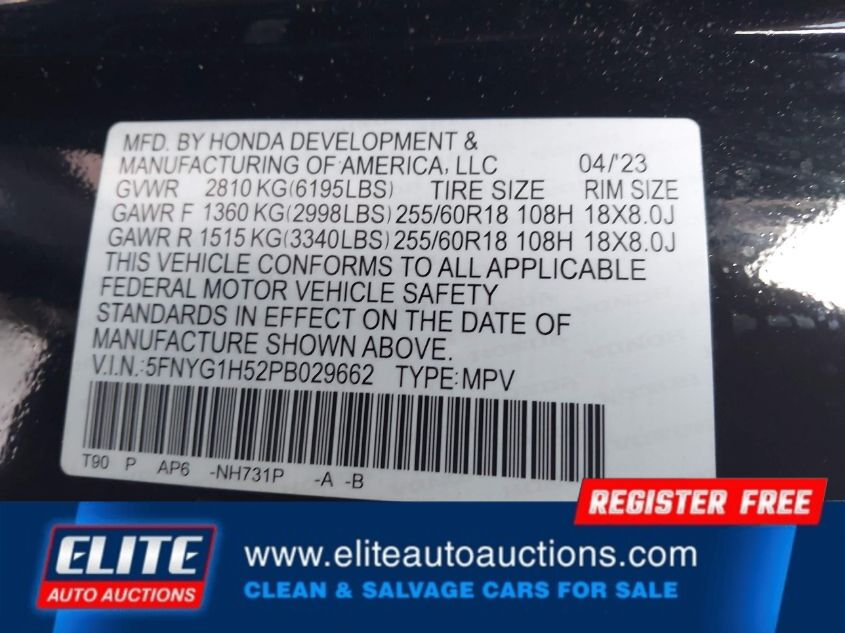 MFD. BY HONDA DEVELOPMENT &
MANUFACTURING OF AMERICA, LLC 04/'23
GVWR 2810 KG(6195LBS) TIRE SIZE RIM SIZE
GAWR F 1360 KG(2998LBS) 255/60R18 108H 18X8.0J
GAWR R 1515 KG(3340LBS) 255/60R18 108H 18X8.0J
THIS VEHICLE CONFORMS TO ALL APPLICABLE
FEDERAL MOTOR VEHICLE SAFETY
STANDARDS IN EFFECT ON THE DATE OF
MANUFACTURE SHOWN ABOVE.
V.I.N.:5FNYG1H52PB029662 TYPE:MPV
T90 P AP6 -NH731P -A -B
REGISTER FREE
ELITE
AUTO AUCTIONS
www.eliteautoauctions.com
CLEAN & SALVAGE CARS FOR SALE